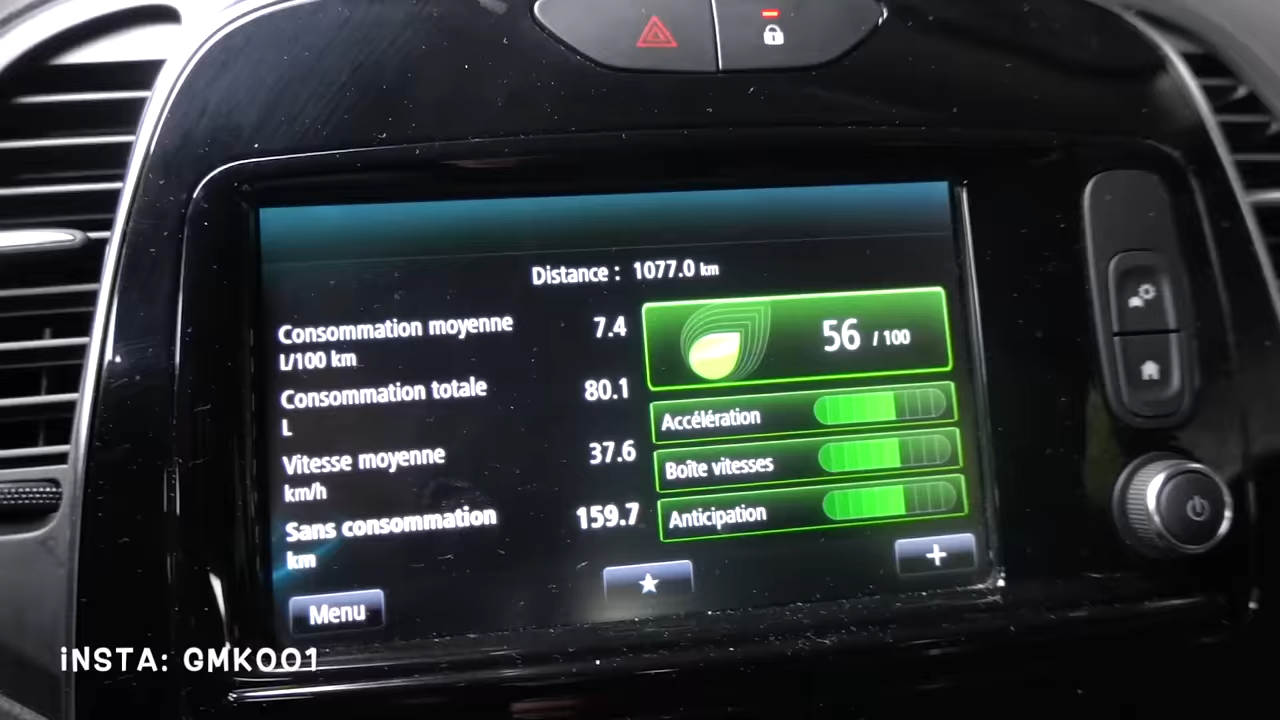 Distance : 1077.0 km
Consommation moyenne 7.4
L/100 km
56 / 100
Consommation totale 80.1
L
Accélération
Vitesse moyenne 37.6
km/h
Boîte vitesses
Sans consommation 159.7
km
Anticipation
Menu
+
iNSTA: GMK001